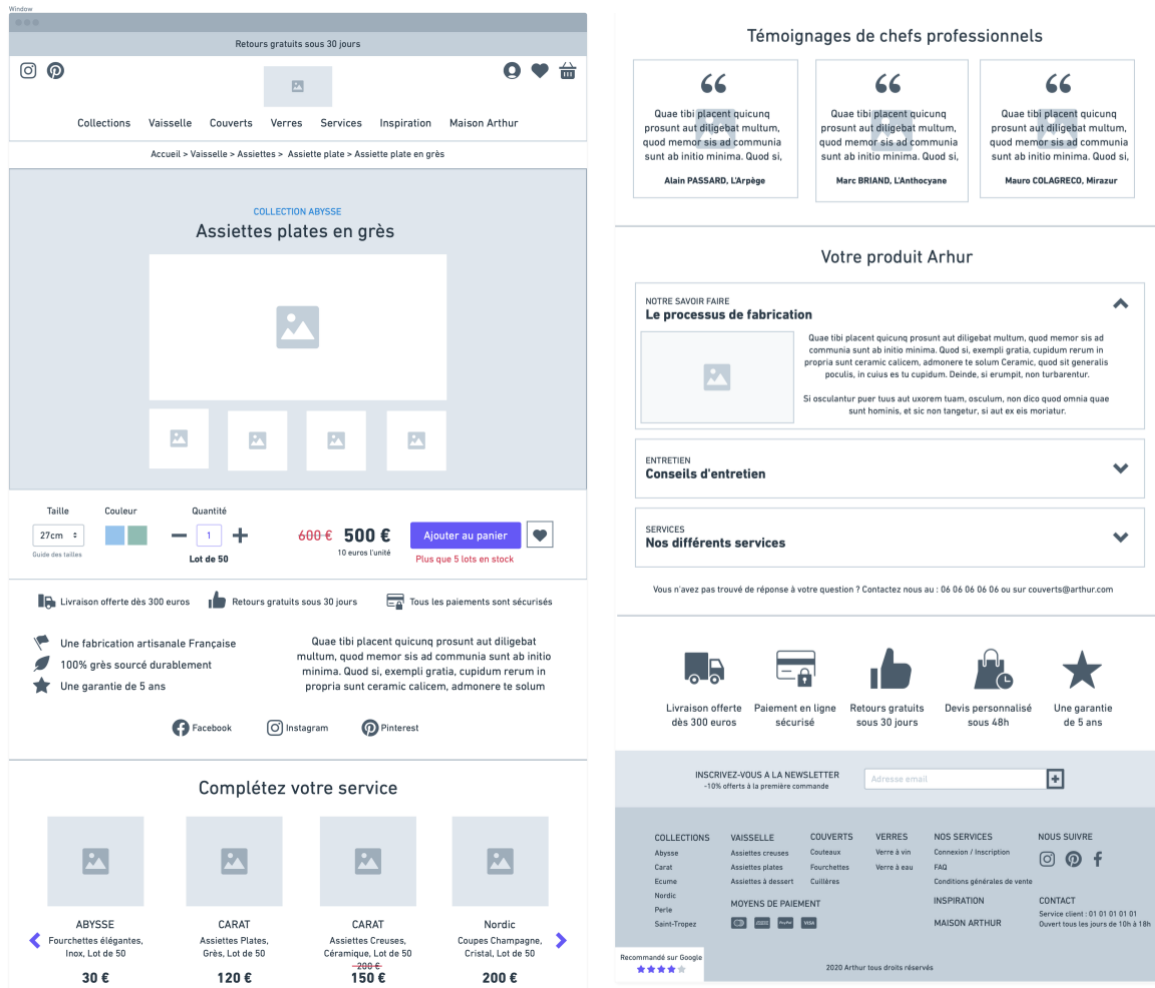 Window
Retours gratuits sous 30 jours
Collections Vaisselle Couverts Verres Services Inspiration Maison Arthur
Accueil > Vaisselle > Assiettes > Assiette plate > Assiette plate en grès
COLLECTION ABYSSE
Assiettes plates en grès
Taille Couleur Quantité
27cm 1 600 € 500 € Ajouter au panier
Guide des tailles 10 euros l'unité
Lot de 50 Plus que 5 lots en stock
Livraison offerte dès 300 euros Retours gratuits sous 30 jours Tous les paiements sont sécurisés
Une fabrication artisanale Française
100% grès sourcé durablement
Une garantie de 5 ans
Quae tibi placent quicunq prosunt aut diligebat
multum, quod memor sis ad communia sunt ab initio
minima. Quod si, exempli gratia, cupidum rerum in
propria sunt ceramic calicem, admonere te solum
Facebook Instagram Pinterest
Complétez votre service
ABYSSE
Fourchettes élégantes,
Inox, Lot de 50
30 €
CARAT
Assiettes Plates,
Grès, Lot de 50
120 €
CARAT
Assiettes Creuses,
Céramique, Lot de 50
200 €
150 €
Nordic
Coupes Champagne,
Cristal, Lot de 50
200 €
Témoignages de chefs professionnels
Quae tibi placent quicunq
prosunt aut diligebat multum,
quod memor sis ad communia
sunt ab initio minima. Quod si,
Alain PASSARD, L'Arpège
Quae tibi placent quicunq
prosunt aut diligebat multum,
quod memor sis ad communia
sunt ab initio minima. Quod si,
Marc BRIAND, L'Anthocyane
Quae tibi placent quicunq
prosunt aut diligebat multum,
quod memor sis ad communia
sunt ab initio minima. Quod si,
Mauro COLAGRECO, Mirazur
Votre produit Arhur
NOTRE SAVOIR FAIRE
Le processus de fabrication
Quae tibi placent quicunq prosunt aut diligebat multum, quod memor sis ad
communia sunt ab initio minima. Quod si, exempli gratia, cupidum rerum in
propria sunt ceramic calicem, admonere te solum Ceramic, quod sit generalis
poculis, in cuius es tu cupidum. Deinde, si erumpit, non turbarentur.
Si osculantur puer tuus aut uxorem tuam, osculum, non dico quod omnia quae
sunt hominis, et sic non tangetur, si aut ex eis moriatur.
ENTRETIEN
Conseils d'entretien
SERVICES
Nos différents services
Vous n'avez pas trouvé de réponse à votre question ? Contactez nous au : 06 06 06 06 06 ou sur couverts@arthur.com
Livraison offerte
dès 300 euros
Paiement en ligne
sécurisé
Retours gratuits
sous 30 jours
Devis personnalisé
sous 48h
Une garantie
de 5 ans
INSCRIVEZ-VOUS A LA NEWSLETTER
-10% offerts à la première commande
Adresse email
COLLECTIONS
Abysse
Carat
Ecume
Nordic
Perle
Saint-Tropez
VAISSELLE
Assiettes creuses
Assiettes plates
Assiettes à dessert
COUVERTS
Couteaux
Fourchettes
Cuillères
VERRES
Verre à vin
Verre à eau
MOYENS DE PAIEMENT
NOS SERVICES
Connexion / Inscription
FAQ
Conditions générales de vente
INSPIRATION
MAISON ARTHUR
NOUS SUIVRE
CONTACT
Service client : 01 01 01 01 01
Ouvert tous les jours de 10h à 18h
Recommandé sur Google
2020 Arthur tous droits réservés